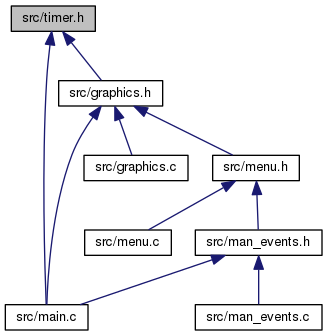 src/timer.h
src/graphics.h
src/graphics.c
src/menu.h
src/menu.c
src/man_events.h
src/main.c
src/man_events.c